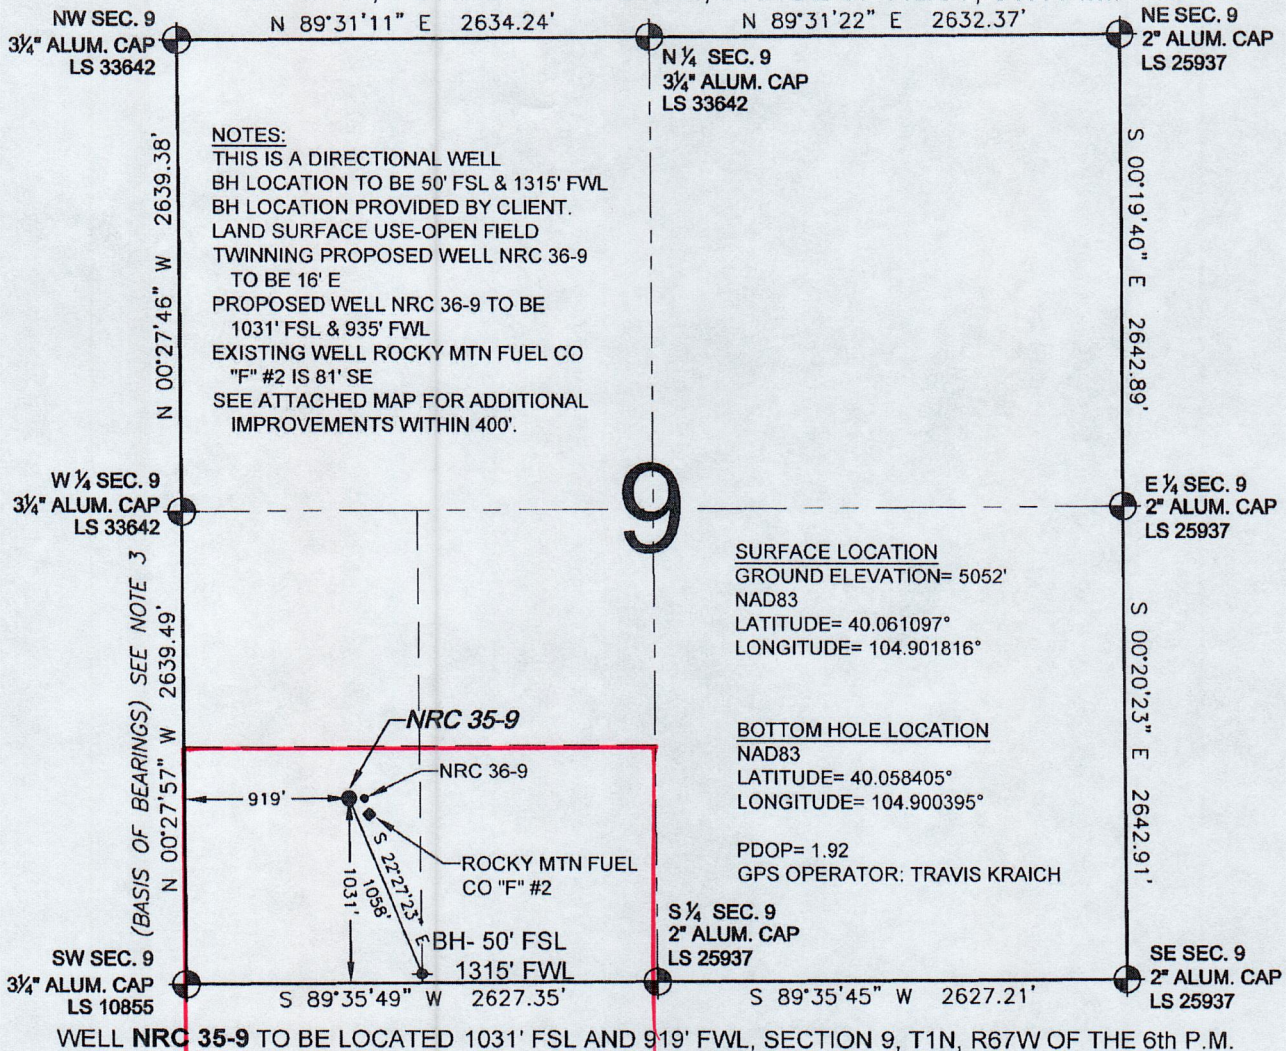 N 89°31'11" E 2634.24'
N 89°31'22" E 2632.37'
NW SEC. 9
3¼" ALUM. CAP
LS 33642
N ¼ SEC. 9
3¼" ALUM. CAP
LS 33642
NE SEC. 9
2" ALUM. CAP
LS 25937
NOTES:
THIS IS A DIRECTIONAL WELL
BH LOCATION TO BE 50' FSL & 1315' FWL
BH LOCATION PROVIDED BY CLIENT.
LAND SURFACE USE-OPEN FIELD
TWINNING PROPOSED WELL NRC 36-9
TO BE 16' E
PROPOSED WELL NRC 36-9 TO BE
1031' FSL & 935' FWL
EXISTING WELL ROCKY MTN FUEL CO
"F" #2 IS 81' SE
SEE ATTACHED MAP FOR ADDITIONAL
IMPROVEMENTS WITHIN 400'.
N 00°27'46" W 2639.38'
S 00°19'40" E 2642.89'
W ¼ SEC. 9
3¼" ALUM. CAP
LS 33642
9
E ¼ SEC. 9
2" ALUM. CAP
LS 25937
SURFACE LOCATION
GROUND ELEVATION= 5052'
NAD83
LATITUDE= 40.061097°
LONGITUDE= 104.901816°
BOTTOM HOLE LOCATION
NAD83
LATITUDE= 40.058405°
LONGITUDE= 104.900395°
PDOP= 1.92
GPS OPERATOR: TRAVIS KRAICH
(BASIS OF BEARINGS) SEE NOTE 3
N 00°27'57" W 2639.49'
S 00°20'23" E 2642.91'
NRC 35-9
NRC 36-9
919'
ROCKY MTN FUEL
CO "F" #2
S 22°27'23" E
1058'
1031'
BH- 50' FSL
1315' FWL
S ¼ SEC. 9
2" ALUM. CAP
LS 25937
SW SEC. 9
3¼" ALUM. CAP
LS 10855
SE SEC. 9
2" ALUM. CAP
LS 25937
S 89°35'49" W 2627.35'
S 89°35'45" W 2627.21'
WELL NRC 35-9 TO BE LOCATED 1031' FSL AND 919' FWL, SECTION 9, T1N, R67W OF THE 6th P.M.